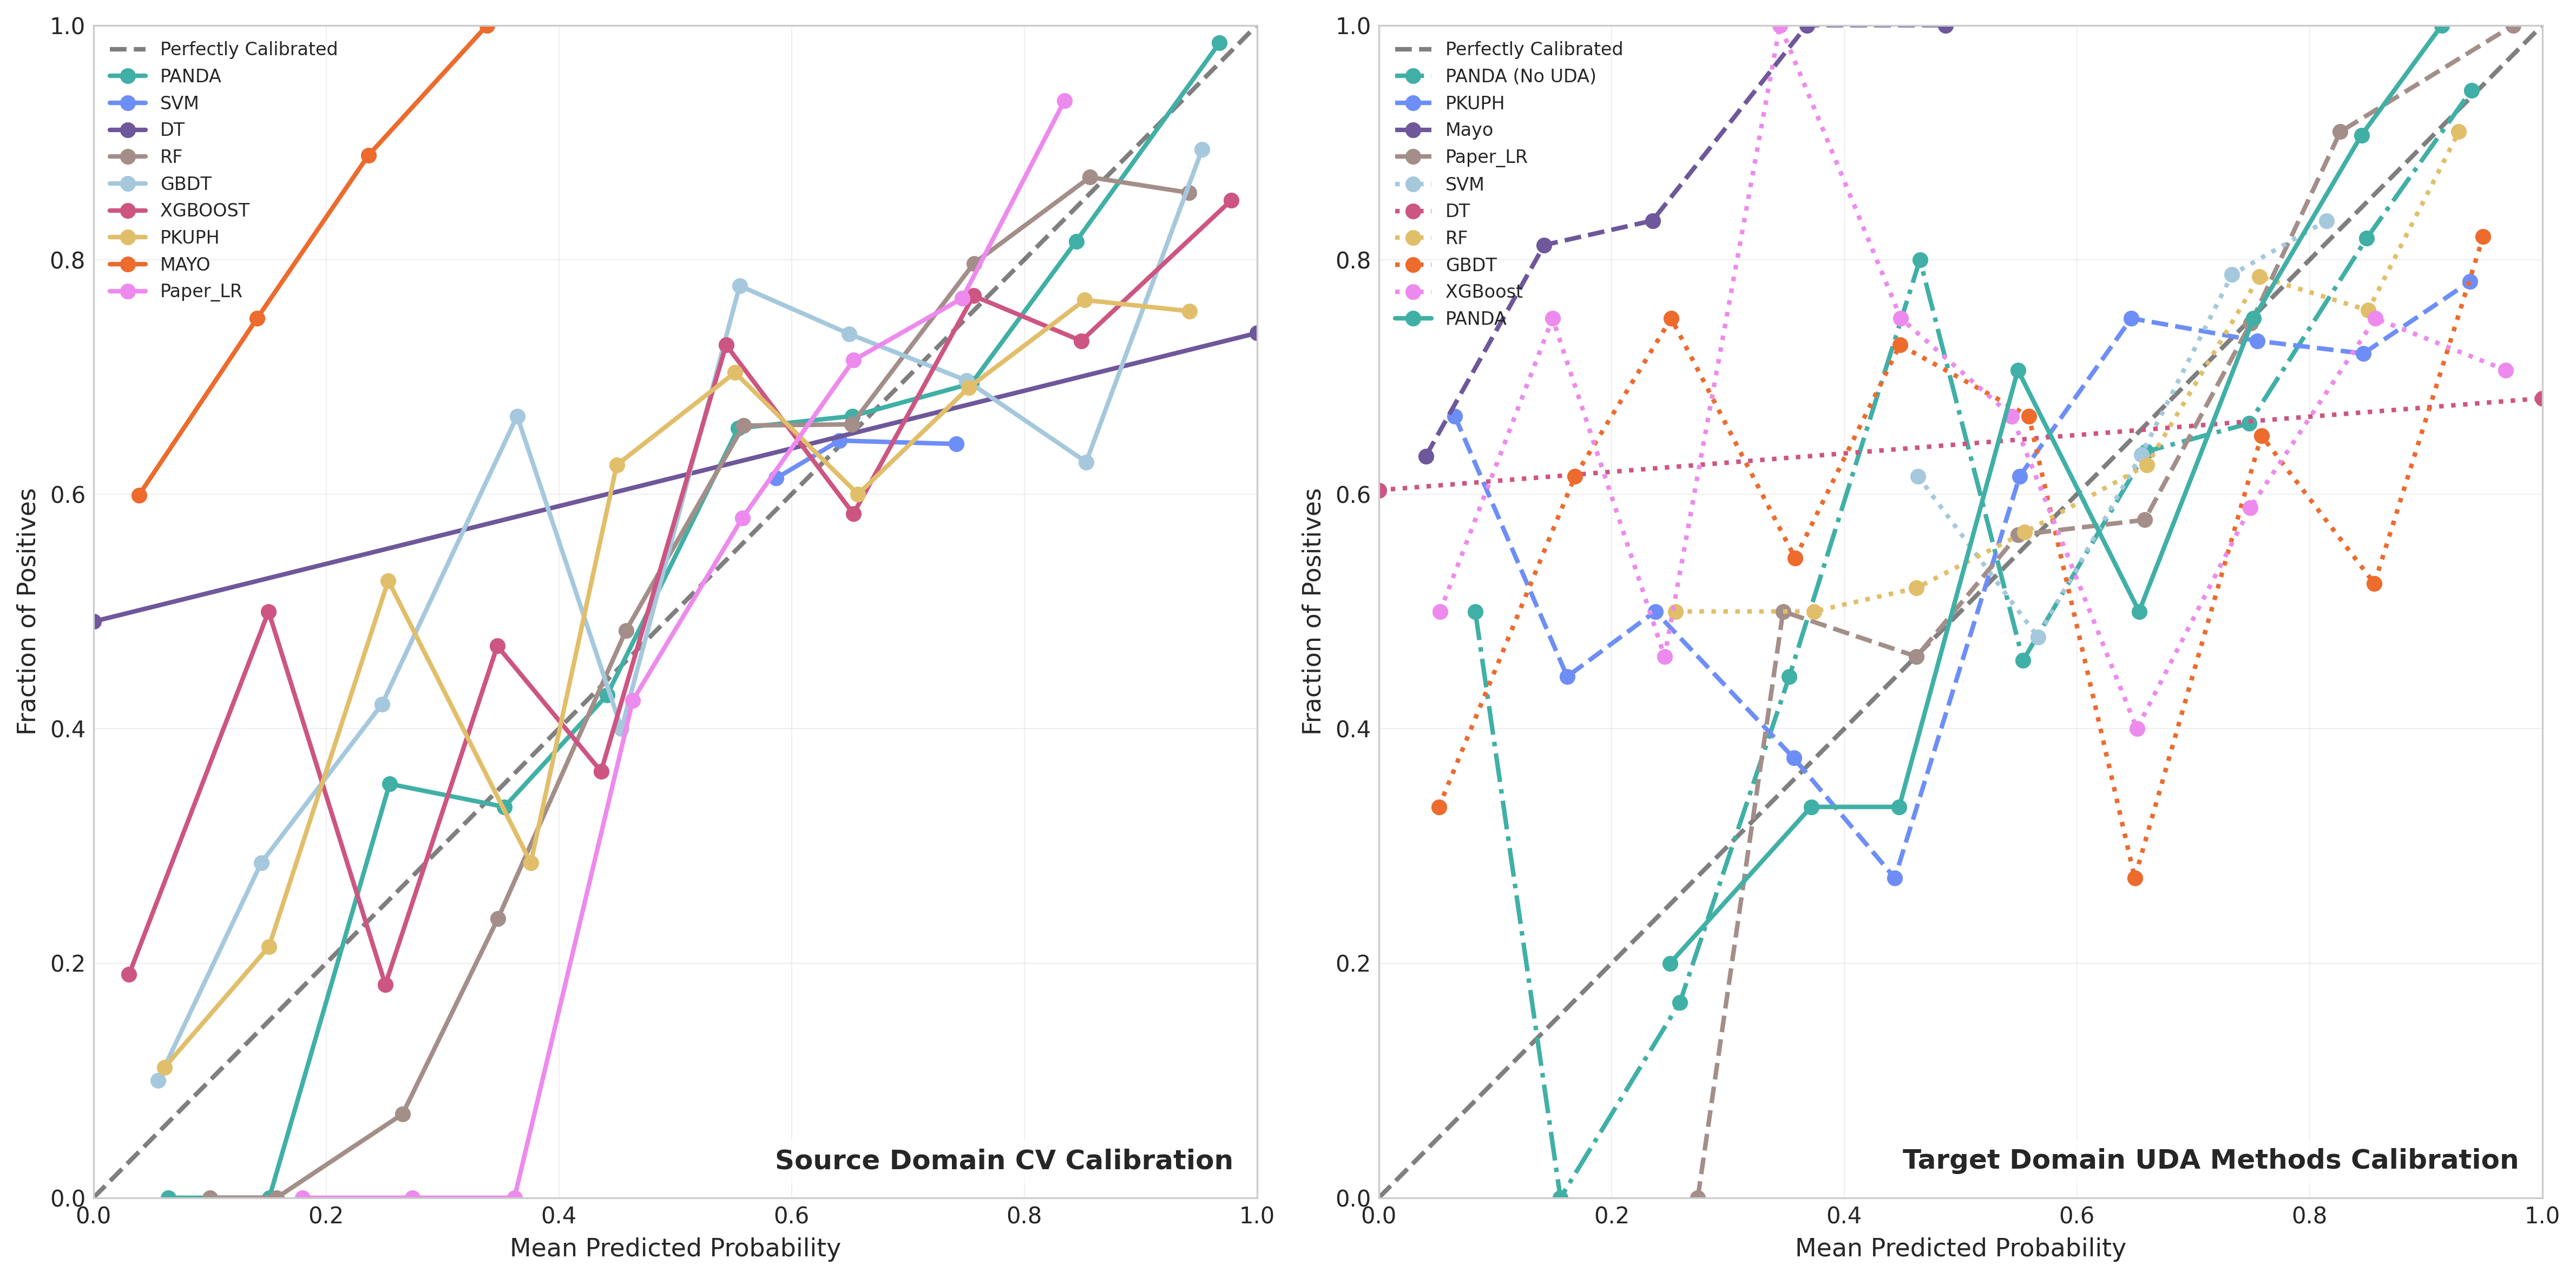 1.0
0.8
0.6
0.4
0.2
0.0
Fraction of Positives
Perfectly Calibrated
PANDA
SVM
DT
RF
GBDT
XGBOOST
PKUPH
MAYO
Paper_LR
Source Domain CV Calibration
0.0 0.2 0.4 0.6 0.8 1.0
Mean Predicted Probability
1.0
0.8
0.6
0.4
0.2
0.0
Fraction of Positives
Perfectly Calibrated
PANDA (No UDA)
PKUPH
Mayo
Paper_LR
SVM
DT
RF
GBDT
XGBoost
PANDA
Target Domain UDA Methods Calibration
0.0 0.2 0.4 0.6 0.8 1.0
Mean Predicted Probability